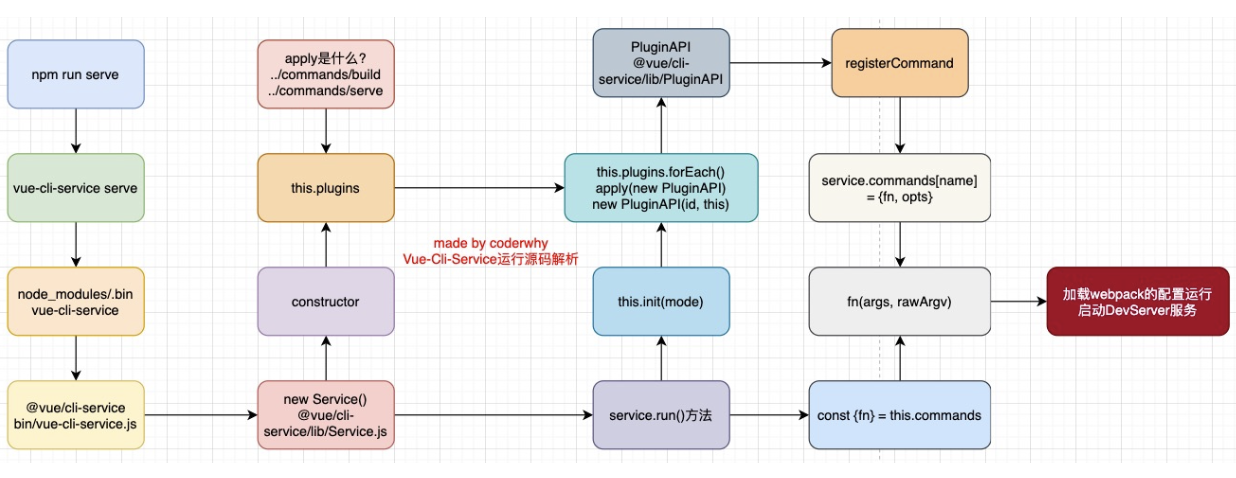 npm run serve
vue-cli-service serve
node_modules/.bin
vue-cli-service
@vue/cli-service
bin/vue-cli-service.js
apply是什么?
../commands/build
../commands/serve
this.plugins
constructor
new Service()
@vue/cli-
service/lib/Service.js
made by coderwhy
Vue-Cli-Service运行源码解析
PluginAPI
@vue/cli-
service/lib/PluginAPI
this.plugins.forEach()
apply(new PluginAPI)
new PluginAPI(id, this)
this.init(mode)
service.run()方法
registerCommand
service.commands[name]
= {fn, opts}
fn(args, rawArgv)
const {fn} = this.commands
加载webpack的配置运行
启动DevServer服务